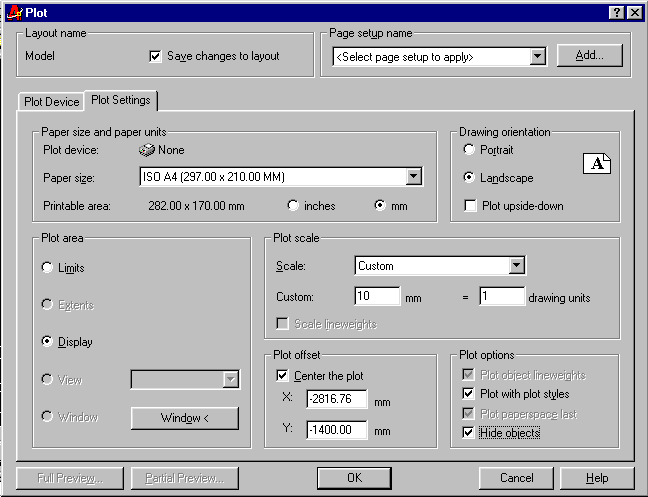 Plot
Layout name
Model
Save changes to layout
Page setup name
<Select page setup to apply>
Add...
Plot Device
Plot Settings
Paper size and paper units
Plot device: None
Paper size: ISO A4 (297.00 x 210.00 MM)
Printable area: 282.00 x 170.00 mm inches mm
Drawing orientation
Portrait
Landscape
A
Plot upside-down
Plot area
Limits
Extents
Display
View
Window
Window <
Plot scale
Scale: Custom
Custom: 10 mm = 1 drawing units
Scale lineweights
Plot offset
Center the plot
X: -2816.76 mm
Y: -1400.00 mm
Plot options
Plot object lineweights
Plot with plot styles
Plot paperspace last
Hide objects
Full Preview...
Partial Preview...
OK
Cancel
Help